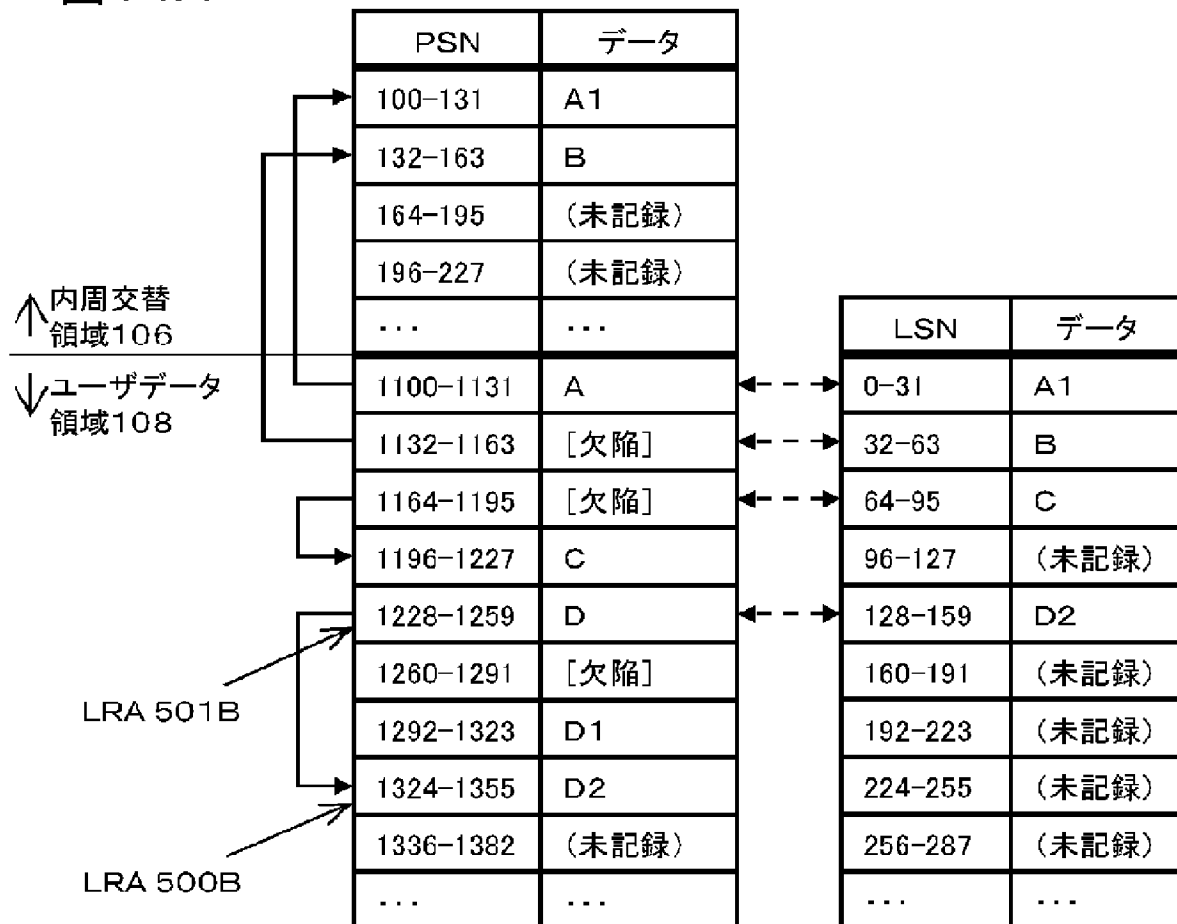 PSN データ
100-131 A1
132-163 B
164-195 (未記録)
196-227 (未記録)
... ...
↑内周交替
領域106
↓ユーザデータ
領域108
1100-1131 A
1132-1163 [欠陥]
1164-1195 [欠陥]
1196-1227 C
1228-1259 D
1260-1291 [欠陥]
1292-1323 D1
1324-1355 D2
1336-1382 (未記録)
... ...
LRA 501B
LRA 500B
LSN データ
0-31 A1
32-63 B
64-95 C
96-127 (未記録)
128-159 D2
160-191 (未記録)
192-223 (未記録)
224-255 (未記録)
256-287 (未記録)
... ...